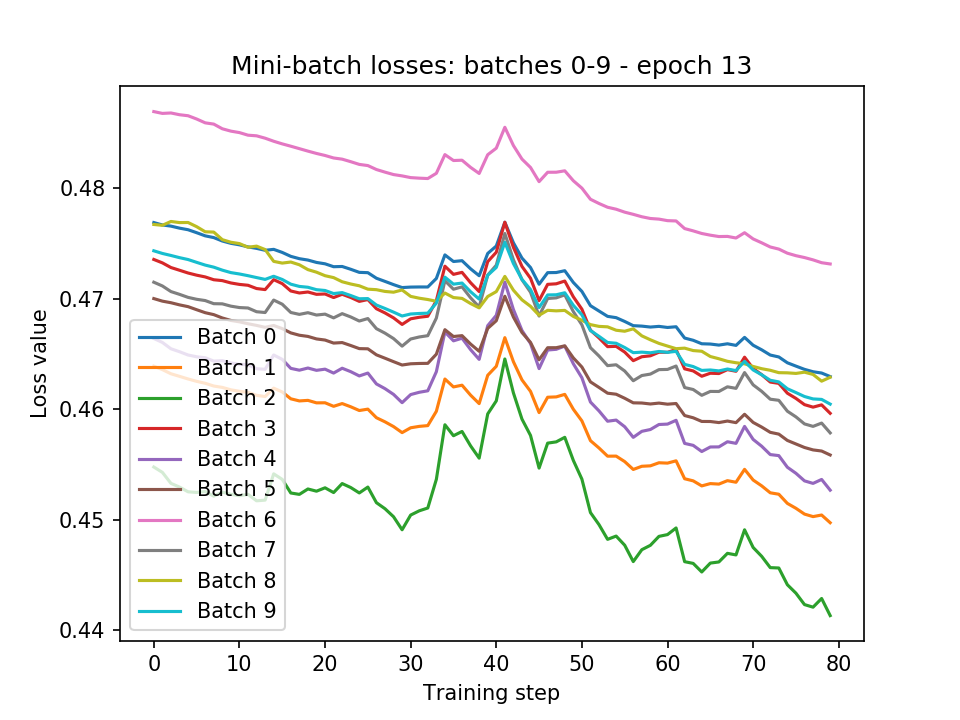 Mini-batch losses: batches 0-9 - epoch 13
Loss value
0.48
0.47
0.46
0.45
0.44
Batch 0
Batch 1
Batch 2
Batch 3
Batch 4
Batch 5
Batch 6
Batch 7
Batch 8
Batch 9
0 10 20 30 40 50 60 70 80
Training step